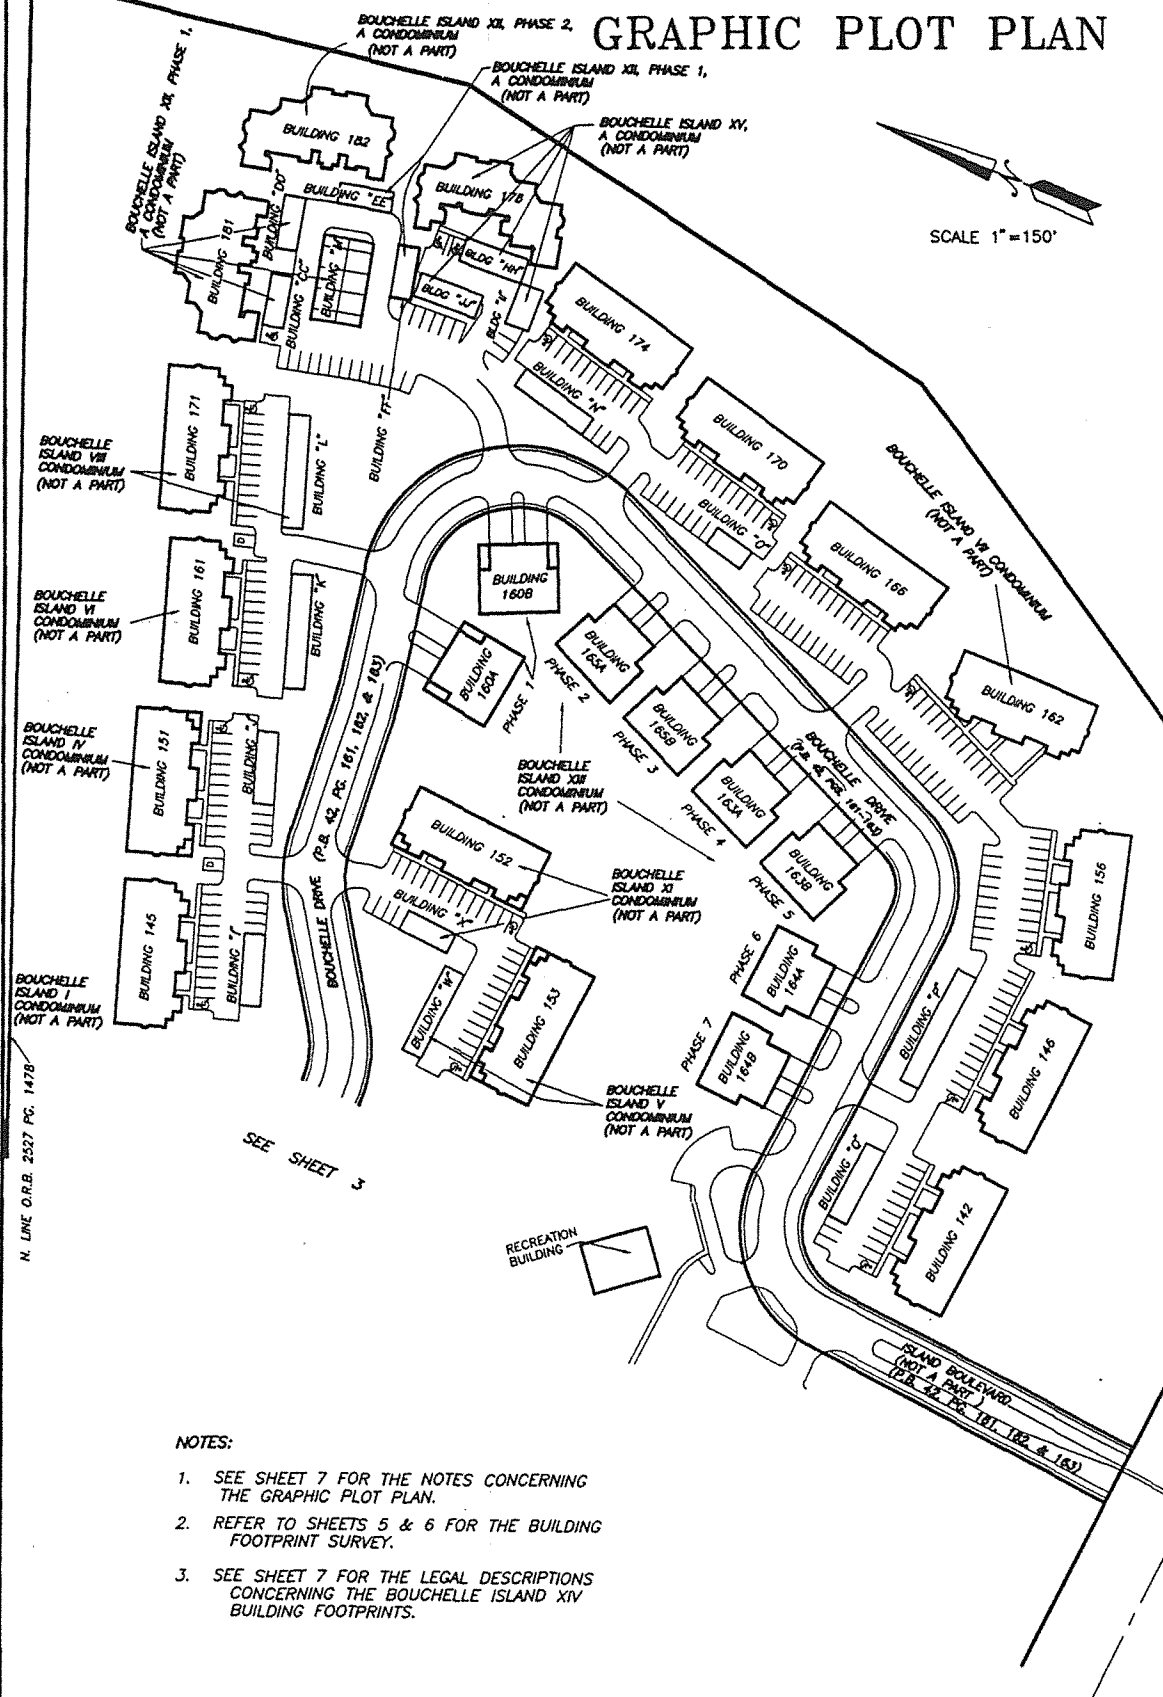 GRAPHIC PLOT PLAN
BOUCHELLE ISLAND XII, PHASE 2,
A CONDOMINIUM
(NOT A PART)
BOUCHELLE ISLAND XII, PHASE 1,
A CONDOMINIUM
(NOT A PART)
BOUCHELLE ISLAND XV,
A CONDOMINIUM
(NOT A PART)
BOUCHELLE ISLAND XII, PHASE 1,
A CONDOMINIUM
(NOT A PART)
N
SCALE 1"=150'
BUILDING 182
BUILDING "DD"
BUILDING "EE"
BUILDING 178
BUILDING 181
BUILDING "CC"
BUILDING "M"
BLDG "HH"
BLDG "JJ"
BLDG "II"
BUILDING "FF"
BUILDING 174
BUILDING "N"
BUILDING 171
BUILDING "L"
BOUCHELLE
ISLAND VIII
CONDOMINIUM
(NOT A PART)
BUILDING 170
BUILDING "O"
BOUCHELLE ISLAND VII CONDOMINIUM
(NOT A PART)
BUILDING 166
BUILDING 161
BUILDING "K"
BOUCHELLE
ISLAND VI
CONDOMINIUM
(NOT A PART)
D
BUILDING
160B
BUILDING
160A
PHASE 1
BUILDING
165A
PHASE 2
BUILDING
165B
PHASE 3
BUILDING 162
BOUCHELLE
ISLAND IV
CONDOMINIUM
(NOT A PART)
BUILDING 151
BUILDING "J"
BOUCHELLE
ISLAND XIII
CONDOMINIUM
(NOT A PART)
BUILDING
163A
PHASE 4
BOUCHELLE DRIVE
(P.B. 42, PGS. 161-163)
BUILDING
163B
PHASE 5
BOUCHELLE DRIVE (P.B. 42, PG. 161, 162, & 163)
BUILDING 152
BUILDING "X"
BOUCHELLE
ISLAND XI
CONDOMINIUM
(NOT A PART)
D
BUILDING 156
BUILDING 145
BUILDING "I"
BOUCHELLE
ISLAND I
CONDOMINIUM
(NOT A PART)
BUILDING "W"
BUILDING 153
PHASE 6
BUILDING
164A
PHASE 7
BUILDING
164B
BUILDING "P"
BUILDING 146
BOUCHELLE
ISLAND V
CONDOMINIUM
(NOT A PART)
N. LINE O.R.B. 2527 PG. 1478
SEE SHEET 3
BUILDING "Q"
BUILDING 142
RECREATION
BUILDING
ISLAND BOULEVARD
(NOT A PART)
(P.B. 42, PG. 161, 162, & 163)
NOTES:
1. SEE SHEET 7 FOR THE NOTES CONCERNING
THE GRAPHIC PLOT PLAN.
2. REFER TO SHEETS 5 & 6 FOR THE BUILDING
FOOTPRINT SURVEY.
3. SEE SHEET 7 FOR THE LEGAL DESCRIPTIONS
CONCERNING THE BOUCHELLE ISLAND XIV
BUILDING FOOTPRINTS.